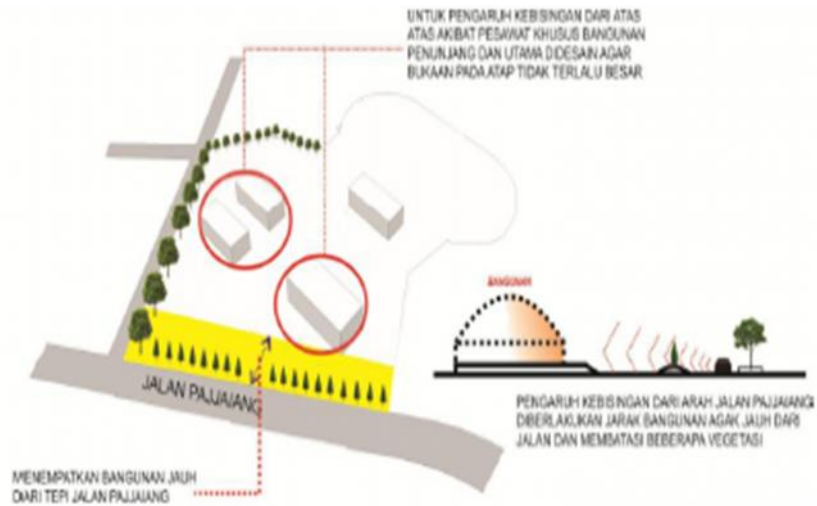 UNTUK PENGARUH KEBISINGAN DARI ATAS
ATAS AKIBAT PESAWAT KHUSUS BANGUNAN
PENUNJANG DAN UTAMA DIDESAIN AGAR
BUKAAN PADA ATAP TIDAK TERLALU BESAR
BANGUNAN
JALAN PAJJAIANG
PENGARUH KEBISINGAN DARI ARAH JALAN PAJJAIANG
DIBERLAKUKAN JARAK BANGUNAN AGAK JAUH DARI
JALAN DAN MEMBATASI BEBERAPA VEGETASI
MENEMPATKAN BANGUNAN JAUH
DARI TEPI JALAN PAJJAIANG